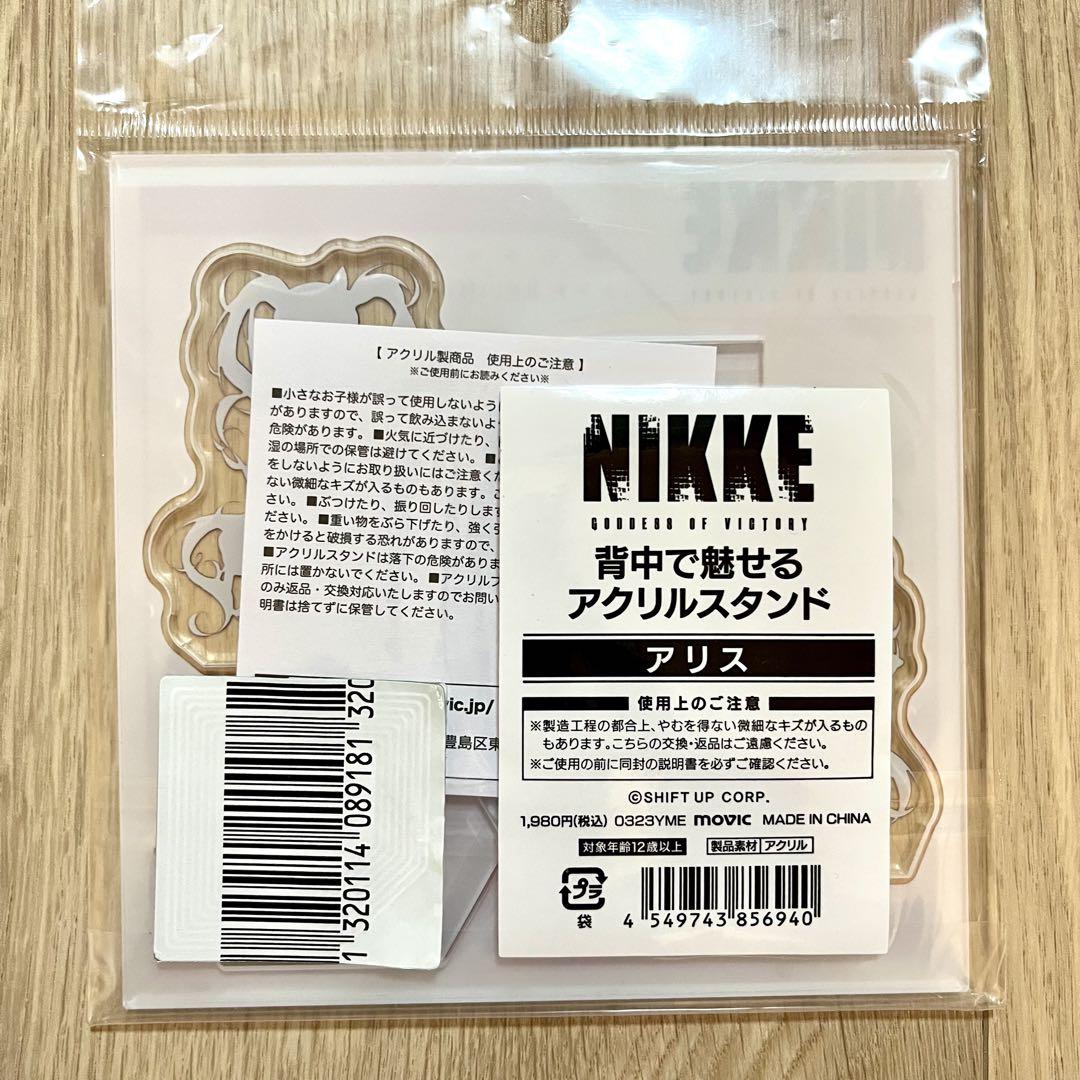 【 アクリル製商品　使用上のご注意 】
※ご使用前にお読みください※
■小さなお子様が誤って使用しないように
がありますので、誤って飲み込まないよ
危険があります。■火気に近づけたり、
湿の場所での保管は避けてください。■
をしないようにお取り扱いにはご注意くだ
ない微細なキズが入るものもあります。こ
さい。■ぶつけたり、振り回したりします
ださい。■重い物をぶら下げたり、強く引
をかけると破損する恐れがありますので、
■アクリルスタンドは落下の危険がありま
所には置かないでください。■アクリルプ
のみ返品・交換対応いたしますのでお問い
明書は捨てずに保管してください。
vic.jp/
豊島区東
1320114089181320
NIKKE
GODDESS OF VICTORY
背中で魅せる
アクリルスタンド
アリス
使用上のご注意
※製造工程の都合上、やむを得ない微細なキズが入るもの
もあります。こちらの交換・返品はご遠慮ください。
※ご使用の前に同封の説明書を必ずご確認ください。
©SHIFT UP CORP.
1,980円(税込) 0323YME movic MADE IN CHINA
対象年齢12歳以上 製品素材 アクリル
プラ
袋
4 549743 856940